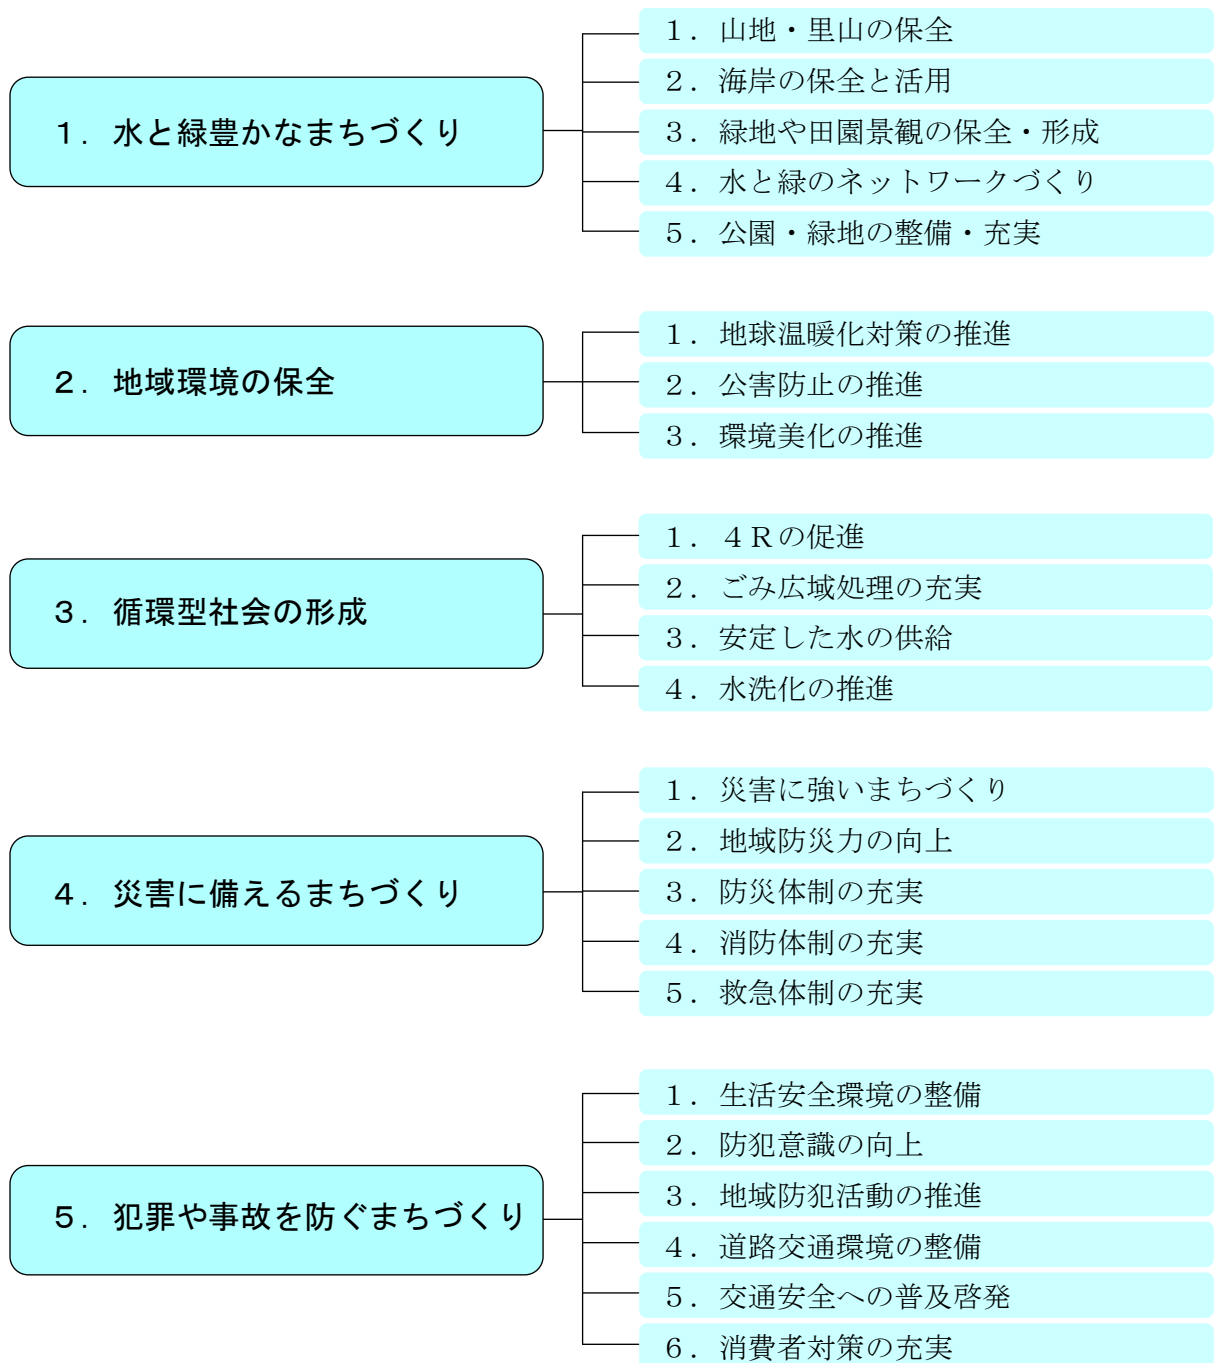 １．水と緑豊かなまちづくり
１．山地・里山の保全
２．海岸の保全と活用
３．緑地や田園景観の保全・形成
４．水と緑のネットワークづくり
５．公園・緑地の整備・充実
２．地域環境の保全
１．地球温暖化対策の推進
２．公害防止の推進
３．環境美化の推進
３．循環型社会の形成
１．４Ｒの促進
２．ごみ広域処理の充実
３．安定した水の供給
４．水洗化の推進
４．災害に備えるまちづくり
１．災害に強いまちづくり
２．地域防災力の向上
３．防災体制の充実
４．消防体制の充実
５．救急体制の充実
５．犯罪や事故を防ぐまちづくり
１．生活安全環境の整備
２．防犯意識の向上
３．地域防犯活動の推進
４．道路交通環境の整備
５．交通安全への普及啓発
６．消費者対策の充実